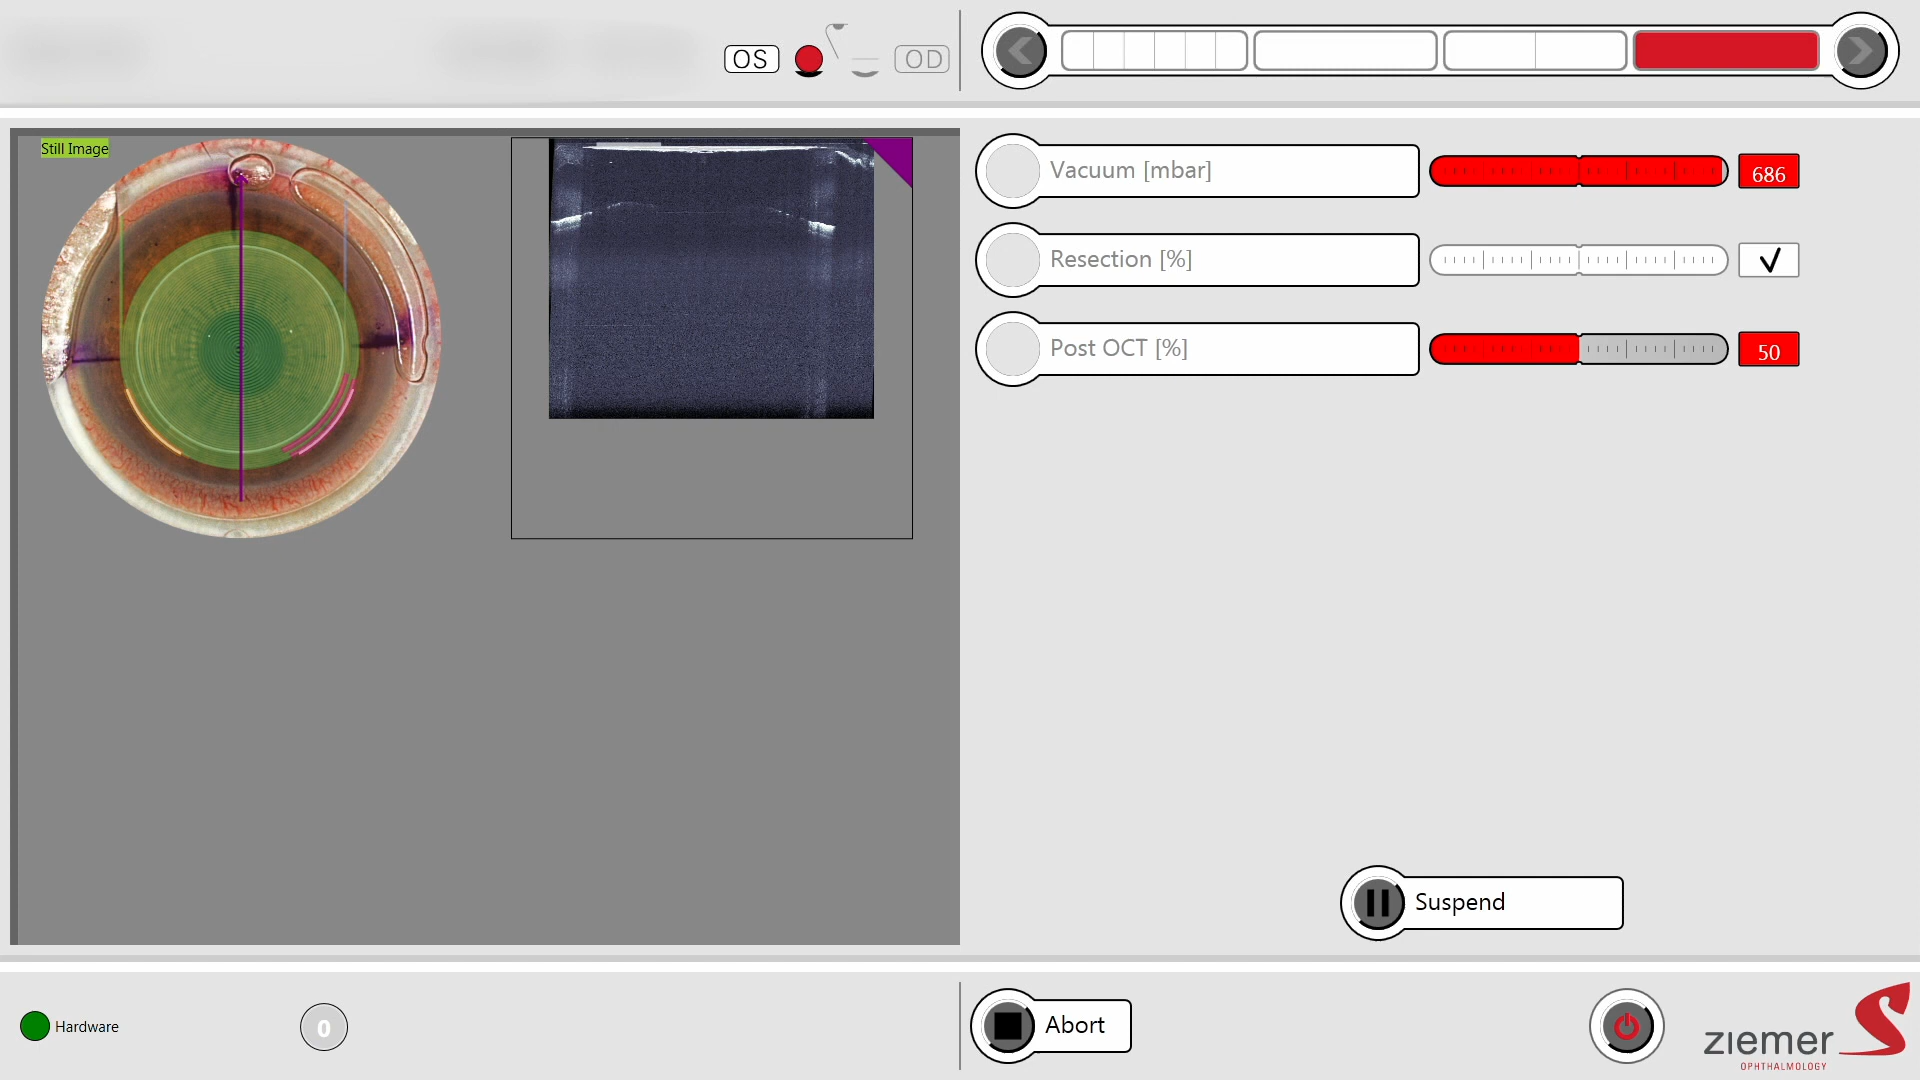 OS
OD
Still Image
Vacuum [mbar]
686
Resection [%]
Post OCT [%]
50
Suspend
Hardware
0
Abort
ziemer
OPHTHALMOLOGY